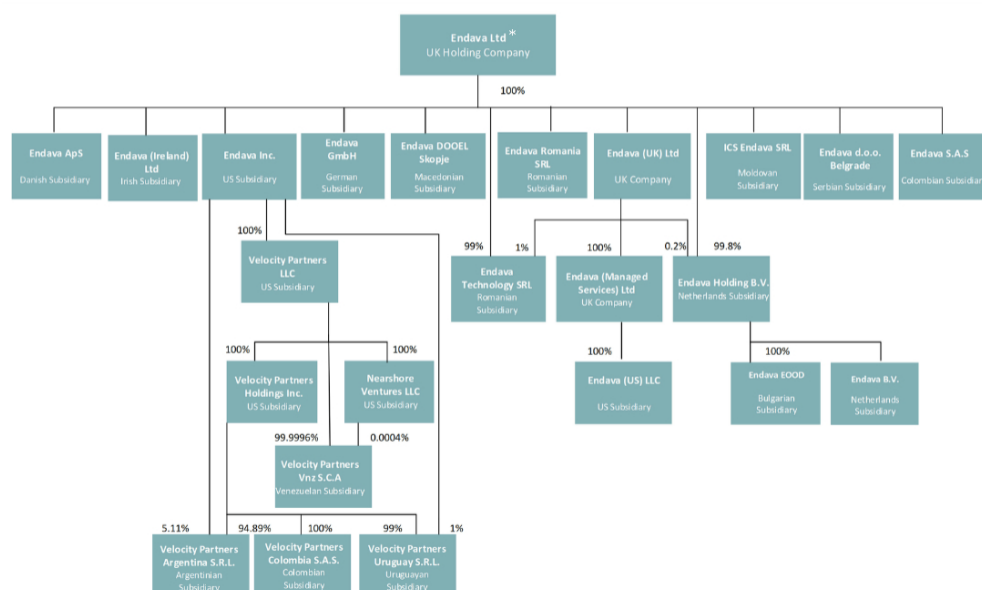 Endava Ltd *
UK Holding Company
100%
Endava ApS
Danish Subsidiary
Endava (Ireland) Ltd
Irish Subsidiary
Endava Inc.
US Subsidiary
Endava
GmbH
German
Subsidiary
Endava DOOEL
Skopje
Macedonian
Subsidiary
Endava Romania
SRL
Romanian
Subsidiary
Endava (UK) Ltd
UK Company
ICS Endava SRL
Moldovan
Subsidiary
Endava d.o.o.
Belgrade
Serbian Subsidiary
Endava S.A.S
Colombian Subsidiar
100%
99%
1%
100%
0.2%
99.8%
Velocity Partners
LLC
US Subsidiary
Endava
Technology SRL
Romanian
Subsidiary
Endava (Managed
Services) Ltd
UK Company
Endava Holding B.V.
Netherlands Subsidiary
100%
100%
100%
100%
Velocity Partners
Holdings Inc.
US Subsidiary
Nearshore
Ventures LLC
US Subsidiary
Endava (US) LLC
US Subsidiary
Endava EOOD
Bulgarian
Subsidiary
Endava B.V.
Netherlands
Subsidiary
99.9996%
0.0004%
Velocity Partners
Vnz S.C.A
Venezuelan Subsidiary
5.11%
94.89%
100%
99%
1%
Velocity Partners
Argentina S.R.L.
Argentinian
Subsidiary
Velocity Partners
Colombia S.A.S.
Colombian
Subsidiary
Velocity Partners
Uruguay S.R.L.
Uruguayan
Subsidiary